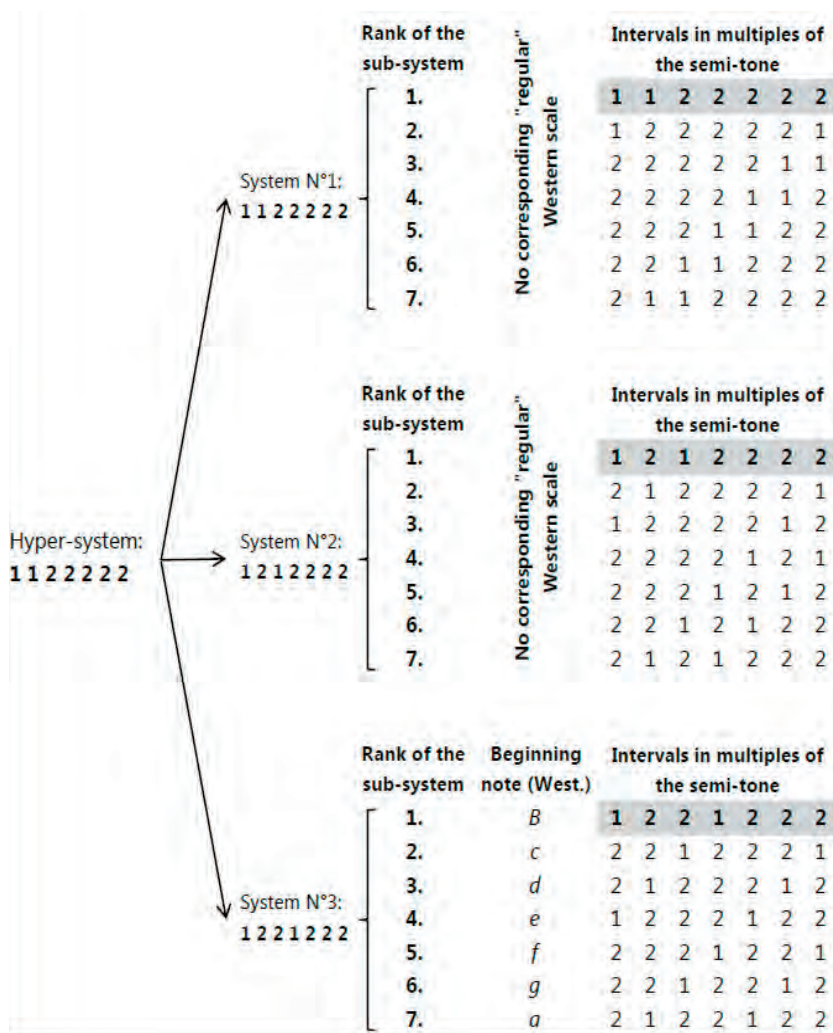 Rank of the sub-system
No corresponding "regular" Western scale
Intervals in multiples of the semi-tone
1. 1 1 2 2 2 2 2
2. 1 2 2 2 2 2 1
3. 2 2 2 2 2 1 1
System N°1:
1 1 2 2 2 2 2
4. 2 2 2 2 1 1 2
5. 2 2 2 1 1 2 2
6. 2 2 1 1 2 2 2
7. 2 1 1 2 2 2 2
Rank of the sub-system
No corresponding "regular" Western scale
Intervals in multiples of the semi-tone
1. 1 2 1 2 2 2 2
2. 2 1 2 2 2 2 1
3. 1 2 2 2 2 1 2
Hyper-system:
1 1 2 2 2 2 2
System N°2:
1 2 1 2 2 2 2
4. 2 2 2 2 1 2 1
5. 2 2 2 1 2 1 2
6. 2 2 1 2 1 2 2
7. 2 1 2 1 2 2 2
Rank of the sub-system
Beginning note (West.)
Intervals in multiples of the semi-tone
1. B 1 2 2 1 2 2 2
2. c 2 2 1 2 2 2 1
3. d 2 1 2 2 2 1 2
System N°3:
1 2 2 1 2 2 2
4. e 1 2 2 2 1 2 2
5. f 2 2 2 1 2 2 1
6. g 2 2 1 2 2 1 2
7. a 2 1 2 2 1 2 2